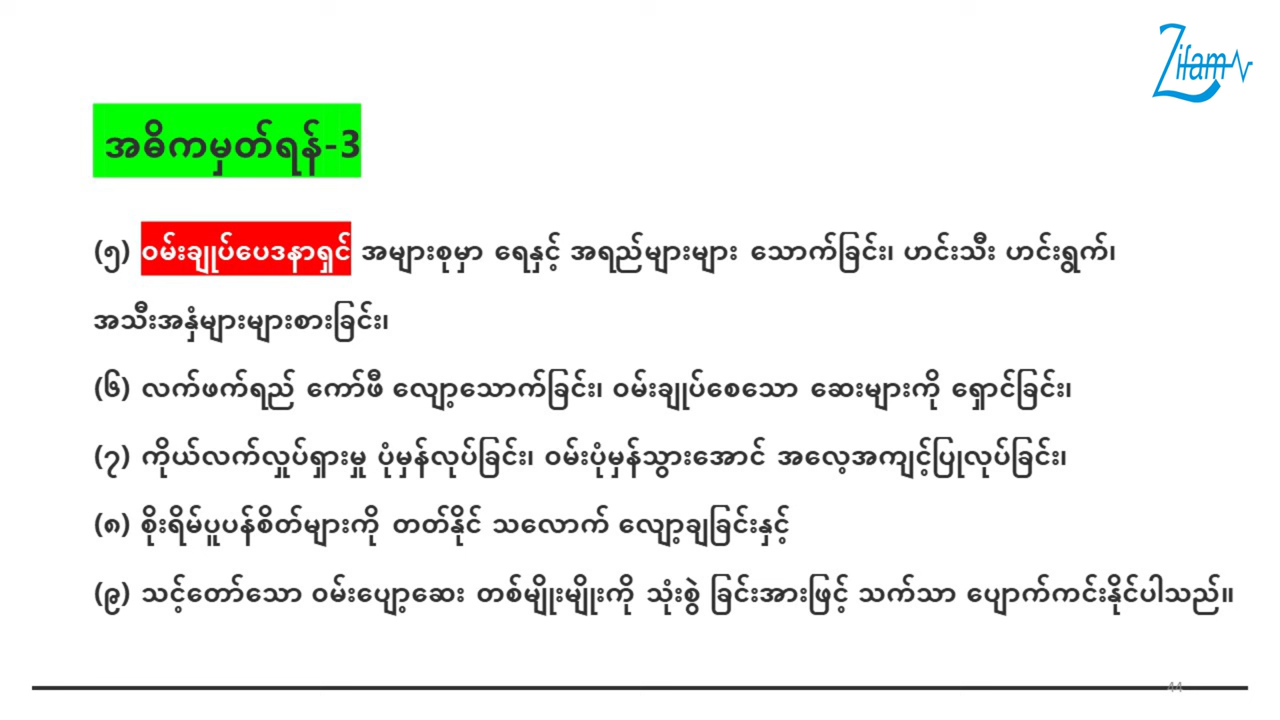 Zifam
အဓိကမှတ်ရန်-3
(၅) ဝမ်းချုပ်ပေဒနာရှင် အများစုမှာ ရေနှင့် အရည်များများ သောက်ခြင်း၊ ဟင်းသီး ဟင်းရွက်၊
အသီးအနှံများများစားခြင်း၊
(၆) လက်ဖက်ရည် ကော်ဖီ လျော့သောက်ခြင်း၊ ဝမ်းချုပ်စေသော ဆေးများကို ရှောင်ခြင်း၊
(၇) ကိုယ်လက်လှုပ်ရှားမှု ပုံမှန်လုပ်ခြင်း၊ ဝမ်းပုံမှန်သွားအောင် အလေ့အကျင့်ပြုလုပ်ခြင်း၊
(၈) စိုးရိမ်ပူပန်စိတ်များကို တတ်နိုင် သလောက် လျော့ချခြင်းနှင့်
(၉) သင့်တော်သော ဝမ်းပျော့ဆေး တစ်မျိုးမျိုးကို သုံးစွဲ ခြင်းအားဖြင့် သက်သာ ပျောက်ကင်းနိုင်ပါသည်။
44